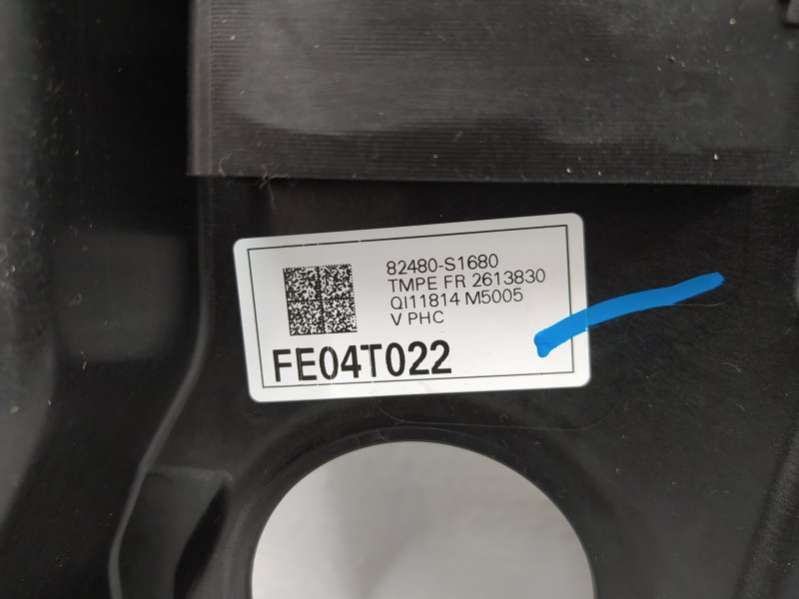 82480-S1680
TMPE FR 2613830
QI11814 M5005
V PHC
FE04T022